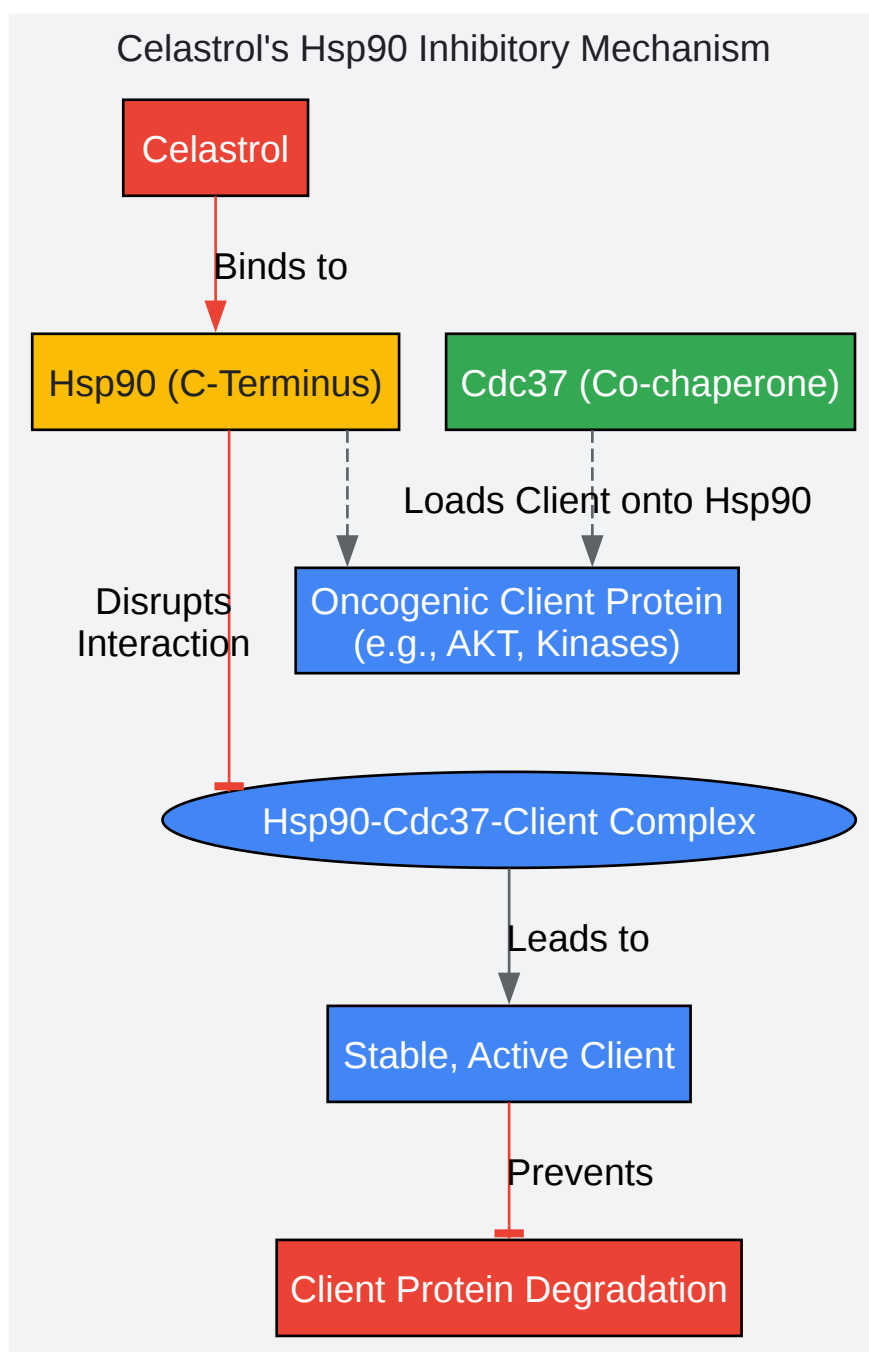 Celastrol's Hsp90 Inhibitory Mechanism
Celastrol
Binds to
Hsp90 (C-Terminus)
Cdc37 (Co-chaperone)
Loads Client onto Hsp90
Oncogenic Client Protein
(e.g., AKT, Kinases)
Disrupts
Interaction
Hsp90-Cdc37-Client Complex
Leads to
Stable, Active Client
Prevents
Client Protein Degradation